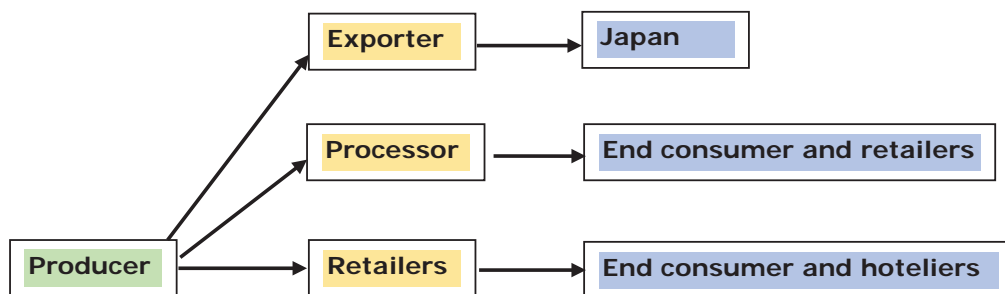 Exporter
Japan
Processor
End consumer and retailers
Producer
Retailers
End consumer and hoteliers